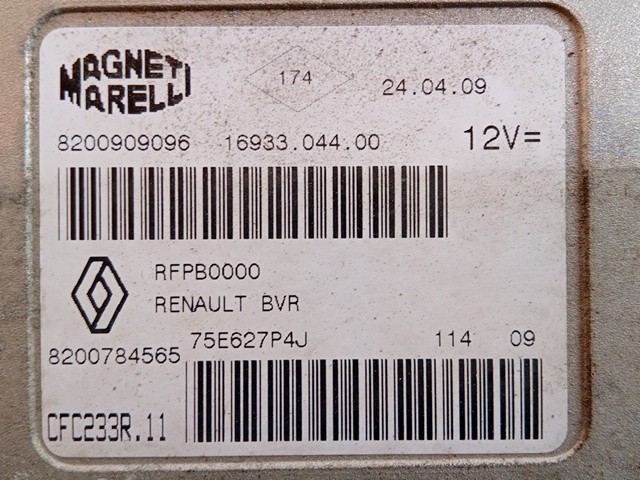 MAGNETI MARELLI
174
24.04.09
8200909096 16933.044.00 12V=
RFPB0000
RENAULT BVR
75E627P4J 114 09
8200784565
CFC233R.11